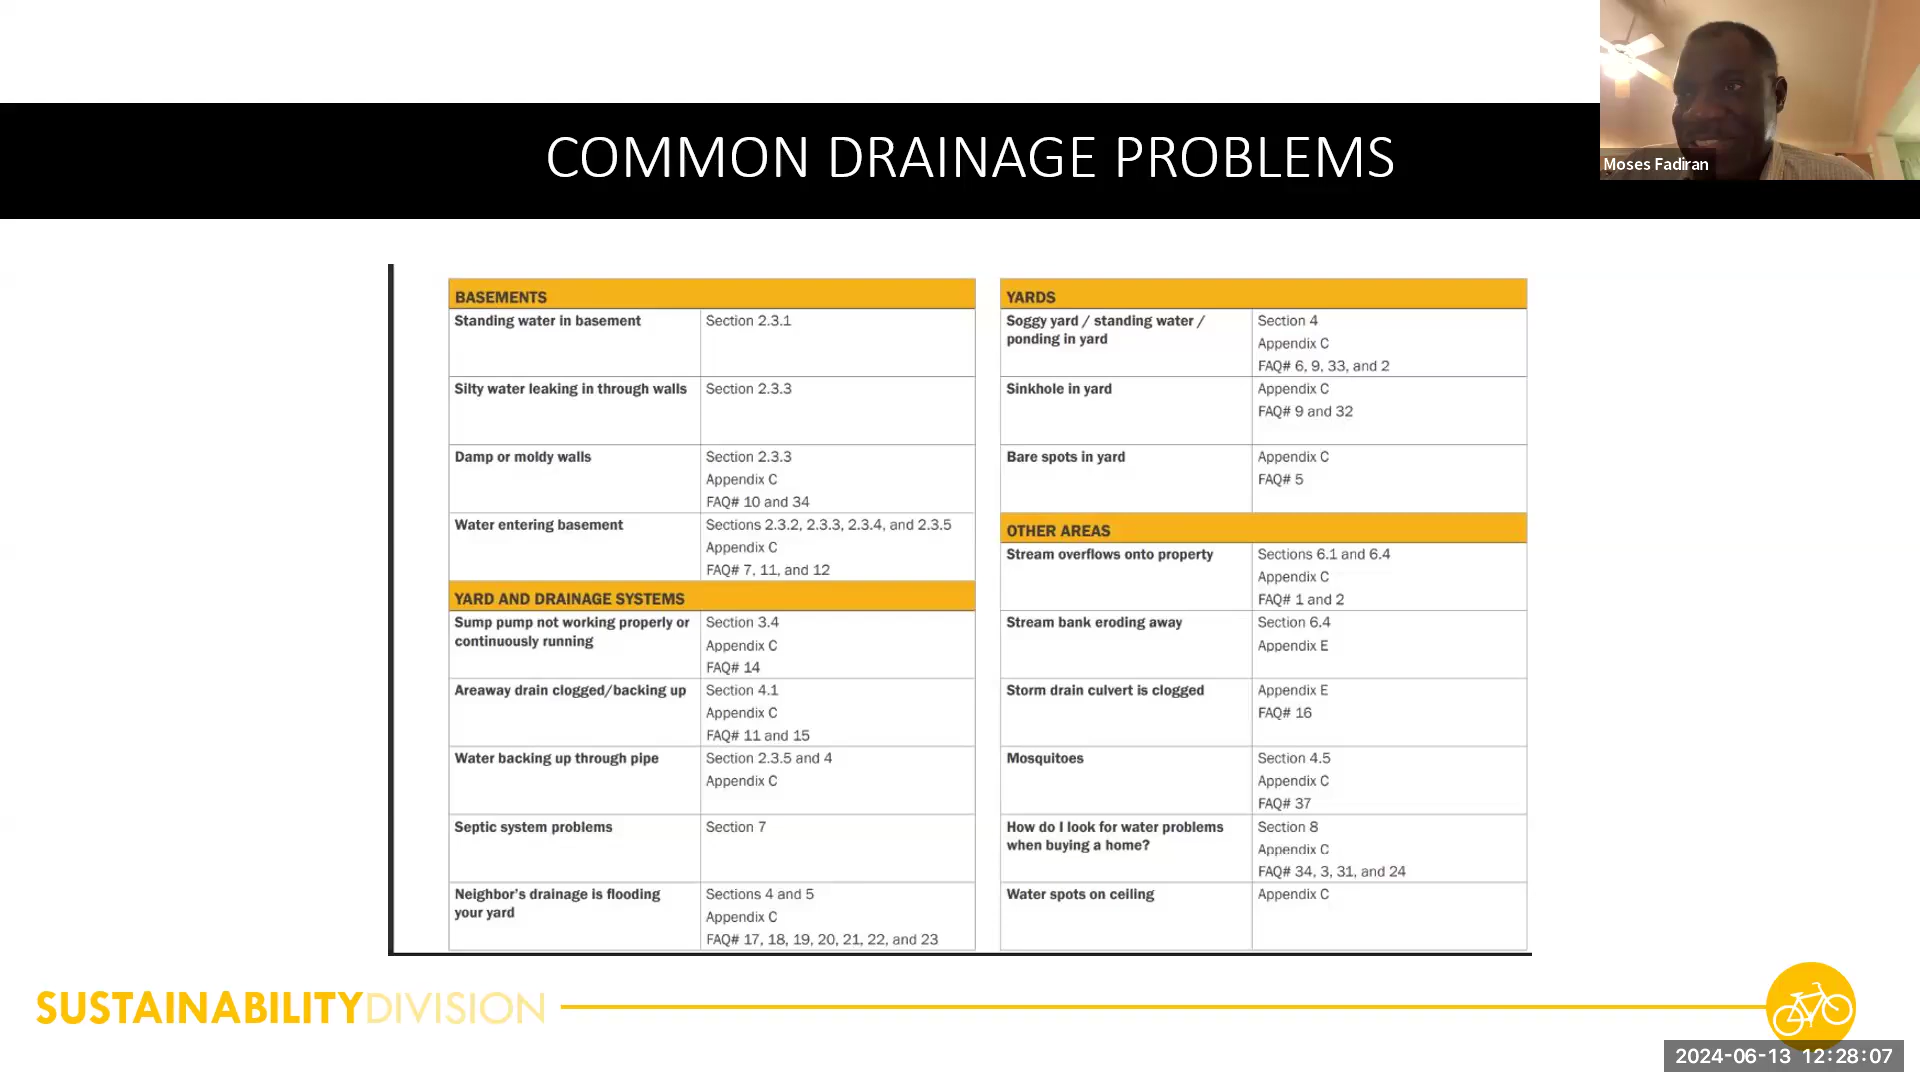 COMMON DRAINAGE PROBLEMS
Moses Fadiran
BASEMENTS
Standing water in basement
Section 2.3.1
Silty water leaking in through walls
Section 2.3.3
Damp or moldy walls
Section 2.3.3
Appendix C
FAQ# 10 and 34
Water entering basement
Sections 2.3.2, 2.3.3, 2.3.4, and 2.3.5
Appendix C
FAQ# 7, 11, and 12
YARD AND DRAINAGE SYSTEMS
Sump pump not working properly or
continuously running
Section 3.4
Appendix C
FAQ# 14
Areaway drain clogged/backing up
Section 4.1
Appendix C
FAQ# 11 and 15
Water backing up through pipe
Section 2.3.5 and 4
Appendix C
Septic system problems
Section 7
Neighbor's drainage is flooding
your yard
Sections 4 and 5
Appendix C
FAQ# 17, 18, 19, 20, 21, 22, and 23
YARDS
Soggy yard / standing water /
ponding in yard
Section 4
Appendix C
FAQ# 6, 9, 33, and 2
Sinkhole in yard
Appendix C
FAQ# 9 and 32
Bare spots in yard
Appendix C
FAQ# 5
OTHER AREAS
Stream overflows onto property
Sections 6.1 and 6.4
Appendix C
FAQ# 1 and 2
Stream bank eroding away
Section 6.4
Appendix E
Storm drain culvert is clogged
Appendix E
FAQ# 16
Mosquitoes
Section 4.5
Appendix C
FAQ# 37
How do I look for water problems
when buying a home?
Section 8
Appendix C
FAQ# 34, 3, 31, and 24
Water spots on ceiling
Appendix C
SUSTAINABILITYDIVISION
2024-06-13 12:28:07